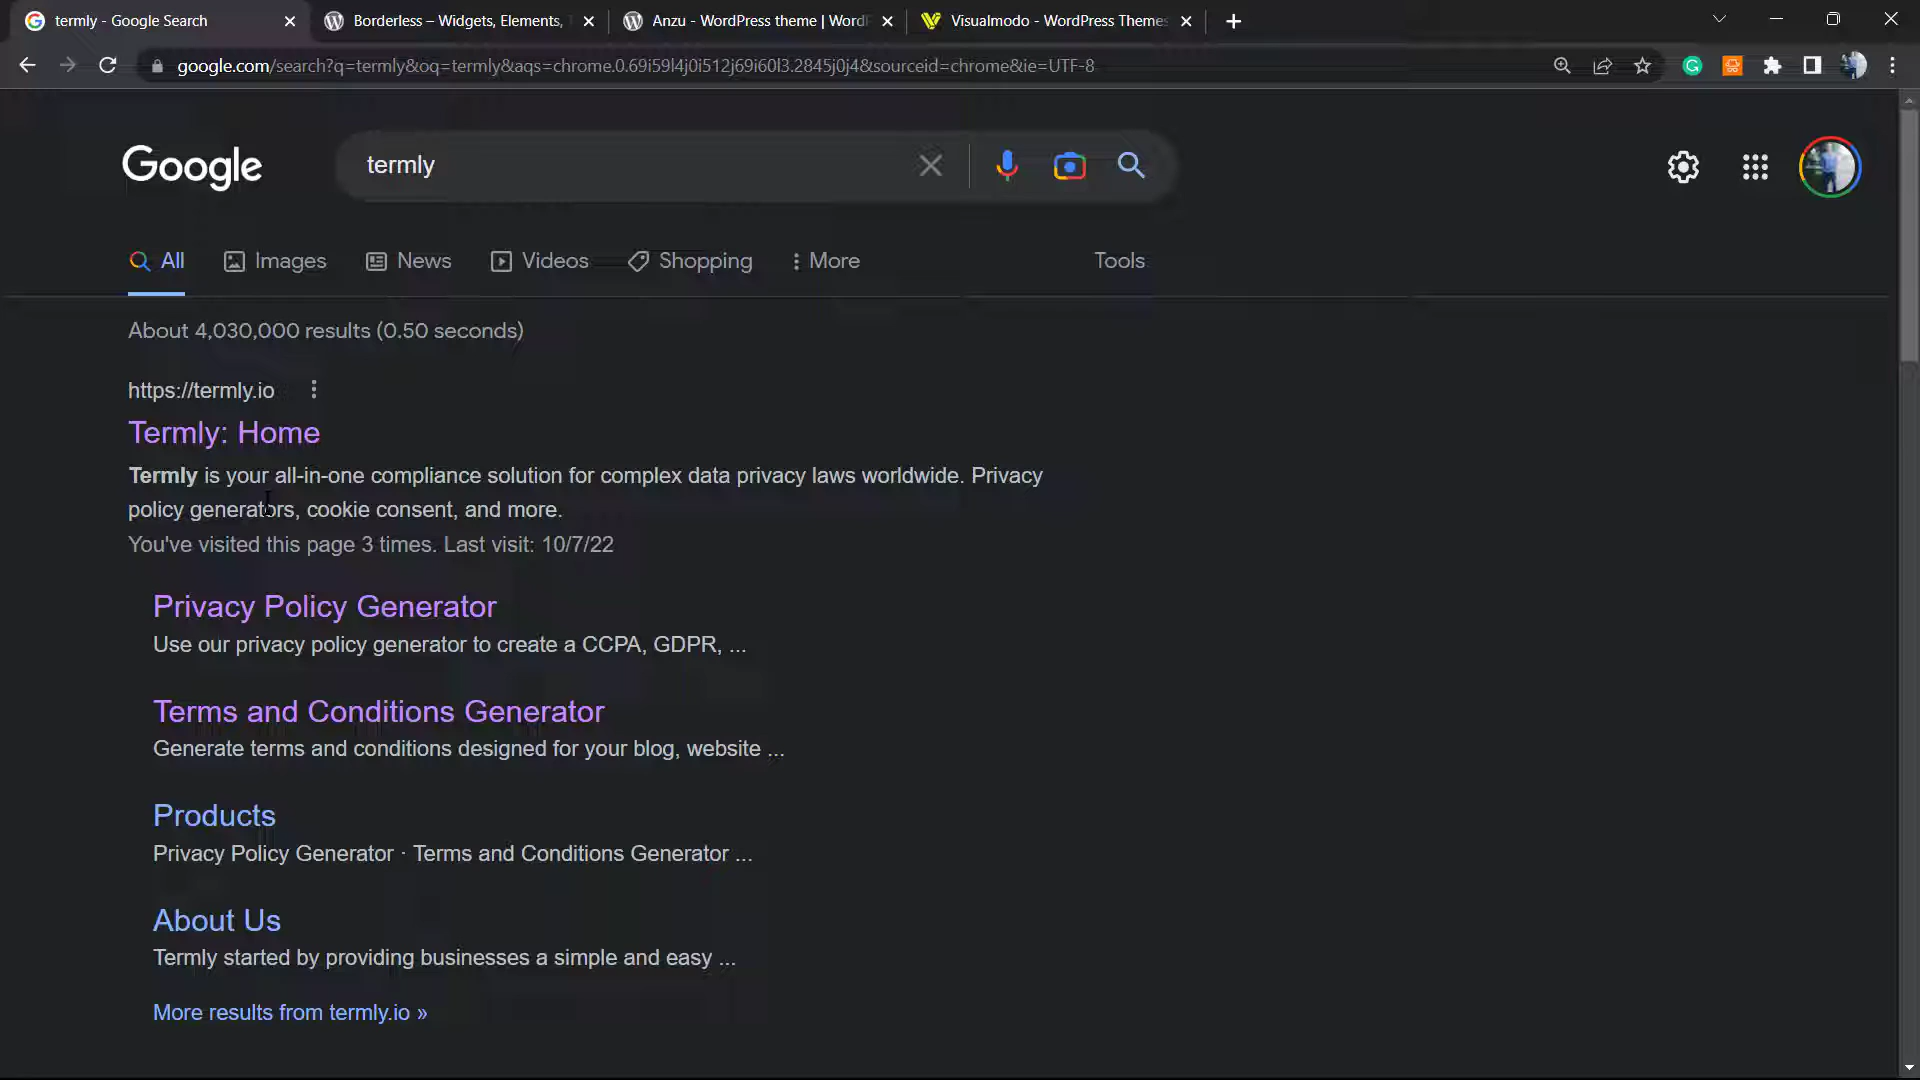 termly - Google Search
Borderless – Widgets, Elements,
Anzu - WordPress theme | Word
Visualmodo - WordPress Themes
google.com/search?q=termly&oq=termly&aqs=chrome.0.69i59l4j0i512j69i60l3.2845j0j4&sourceid=chrome&ie=UTF-8
Google
termly
All
Images
News
Videos
Shopping
More
Tools
About 4,030,000 results (0.50 seconds)
https://termly.io
Termly: Home
Termly is your all-in-one compliance solution for complex data privacy laws worldwide. Privacy
policy generators, cookie consent, and more.
You've visited this page 3 times. Last visit: 10/7/22
Privacy Policy Generator
Use our privacy policy generator to create a CCPA, GDPR, ...
Terms and Conditions Generator
Generate terms and conditions designed for your blog, website ...
Products
Privacy Policy Generator · Terms and Conditions Generator ...
About Us
Termly started by providing businesses a simple and easy ...
More results from termly.io »